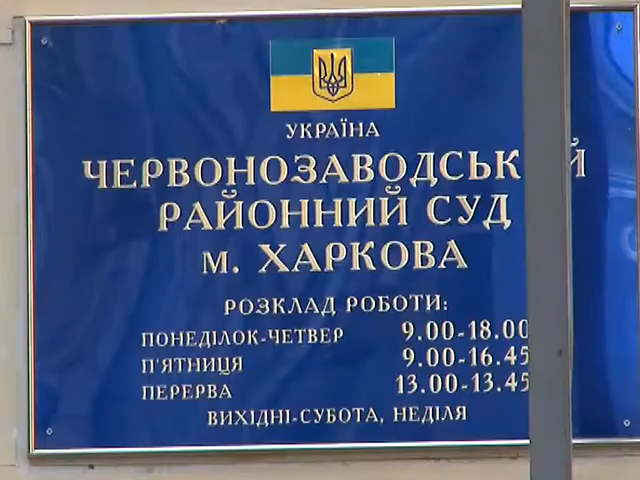 УКРАЇНА
ЧЕРВОНОЗАВОДСЬКИЙ
РАЙОННИЙ СУД
м. ХАРКОВА
РОЗКЛАД РОБОТИ:
ПОНЕДІЛОК-ЧЕТВЕР 9.00-18.00
П'ЯТНИЦЯ 9.00-16.45
ПЕРЕРВА 13.00-13.45
ВИХІДНІ-СУБОТА, НЕДІЛЯ